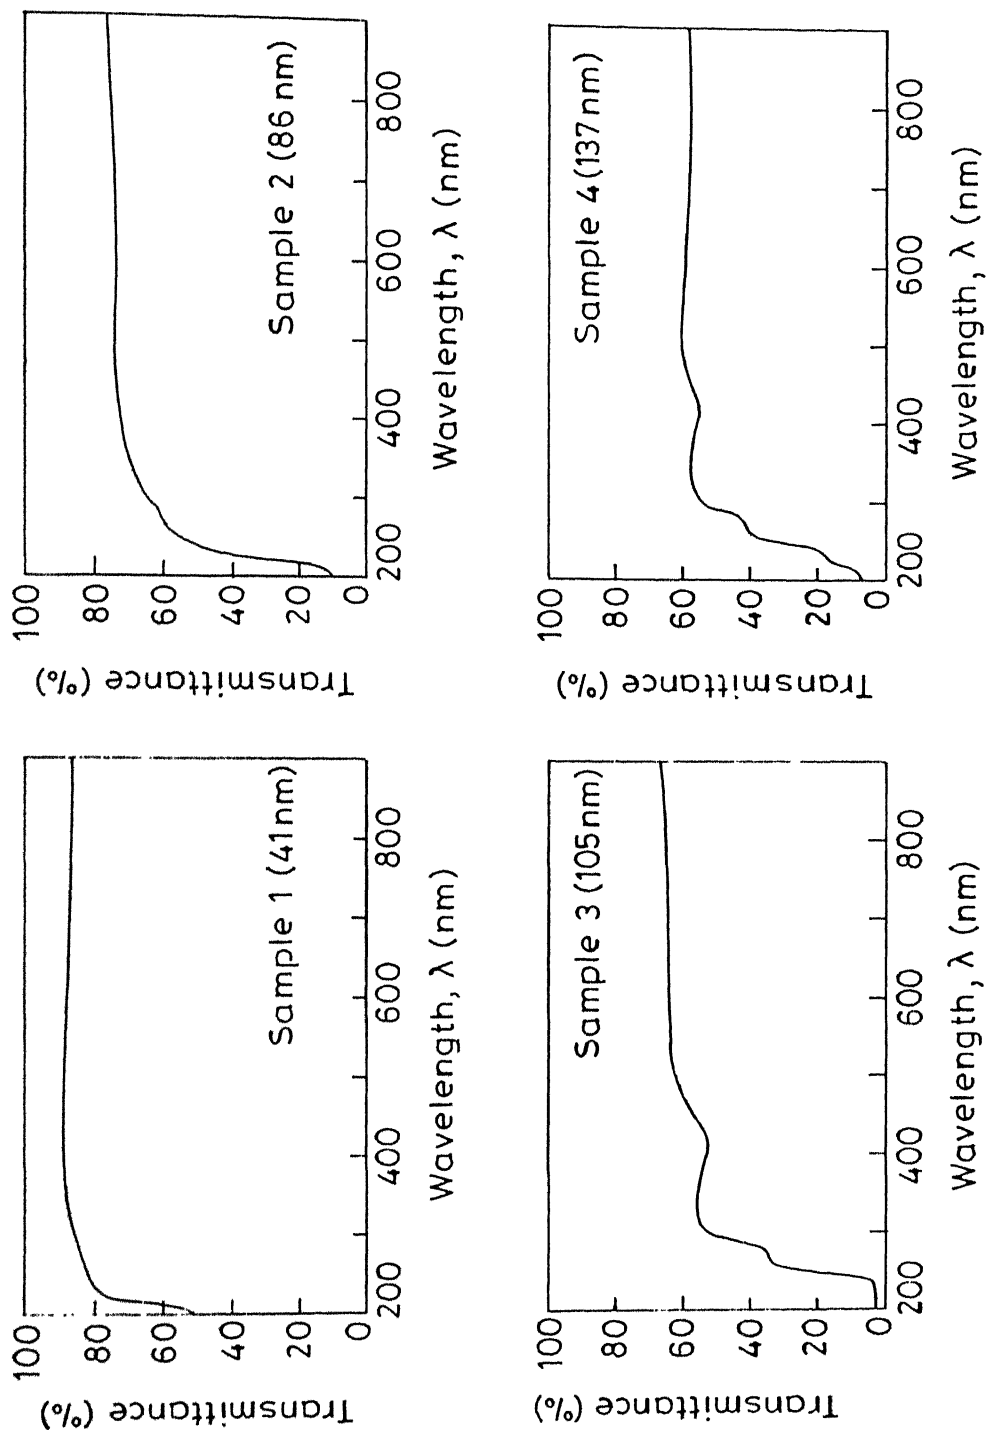 Transmittance (%)
100
80
60
40
20
0
Sample 1 (41nm)
200 400 600 800
Wavelength, λ (nm)
Transmittance (%)
100
80
60
40
20
0
Sample 2 (86 nm)
200 400 600 800
Wavelength, λ (nm)
Transmittance (%)
100
80
60
40
20
0
Sample 3 (105nm)
200 400 600 800
Wavelength, λ (nm)
Transmittance (%)
100
80
60
40
20
0
Sample 4 (137nm)
200 400 600 800
Wavelength, λ (nm)